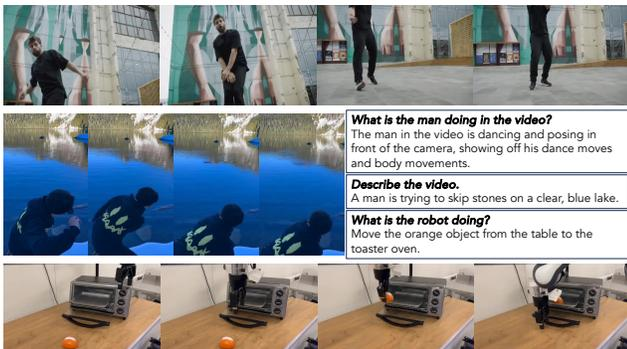 What is the man doing in the video?
The man in the video is dancing and posing in
front of the camera, showing off his dance moves
and body movements.
Describe the video.
A man is trying to skip stones on a clear, blue lake.
What is the robot doing?
Move the orange object from the table to the
toaster oven.